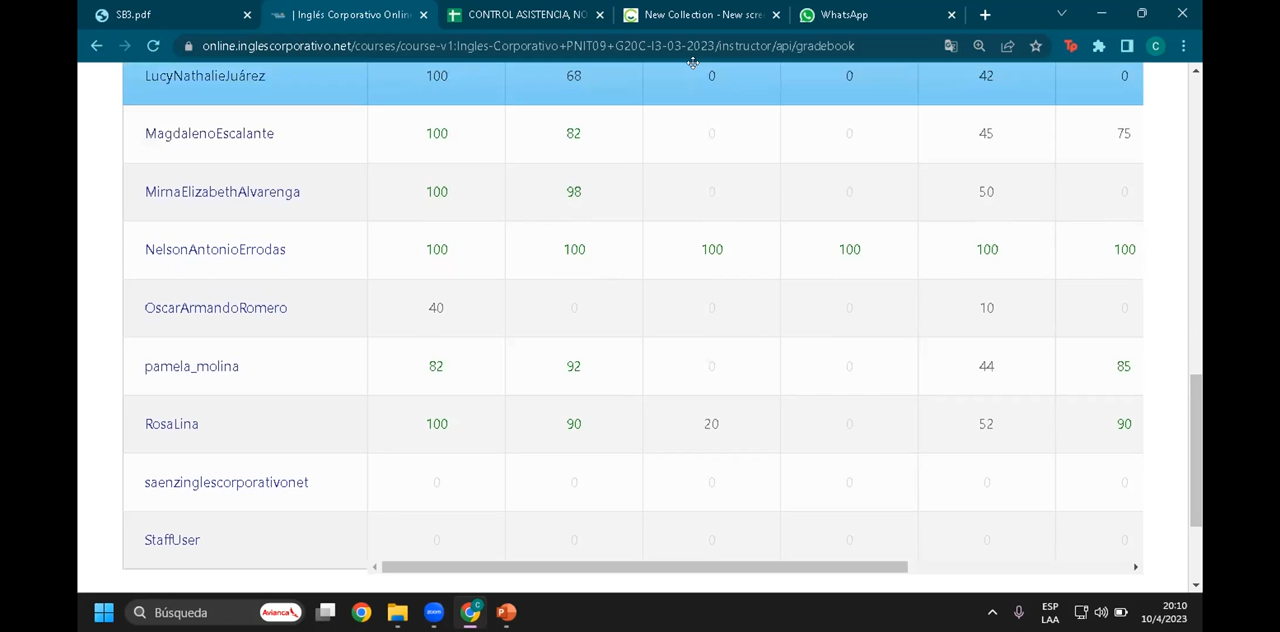 SB3.pdf
| Inglés Corporativo Onlin
CONTROL ASISTENCIA, NO
New Collection - New scre
WhatsApp
online.inglescorporativo.net/courses/course-v1:Ingles-Corporativo+PNIT09+G20C-I3-03-2023/instructor/api/gradebook
C
LucyNathalieJuárez 100 68 0 0 42 0
MagdalenoEscalante 100 82 0 0 45 75
MirnaElizabethAlvarenga 100 98 0 0 50 0
NelsonAntonioErrodas 100 100 100 100 100 100
OscarArmandoRomero 40 0 0 0 10 0
pamela_molina 82 92 0 0 44 85
RosaLina 100 90 20 0 52 90
saenzinglescorporativonet 0 0 0 0 0 0
StaffUser 0 0 0 0 0 0
Búsqueda
Avianca
zoom
ESP
LAA
20:10
10/4/2023